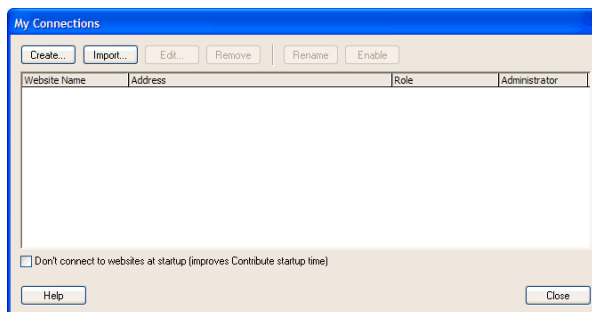 My Connections
Create... Import... Edit... Remove Rename Enable
Website Name Address Role Administrator
Don't connect to websites at startup (improves Contribute startup time)
Help Close